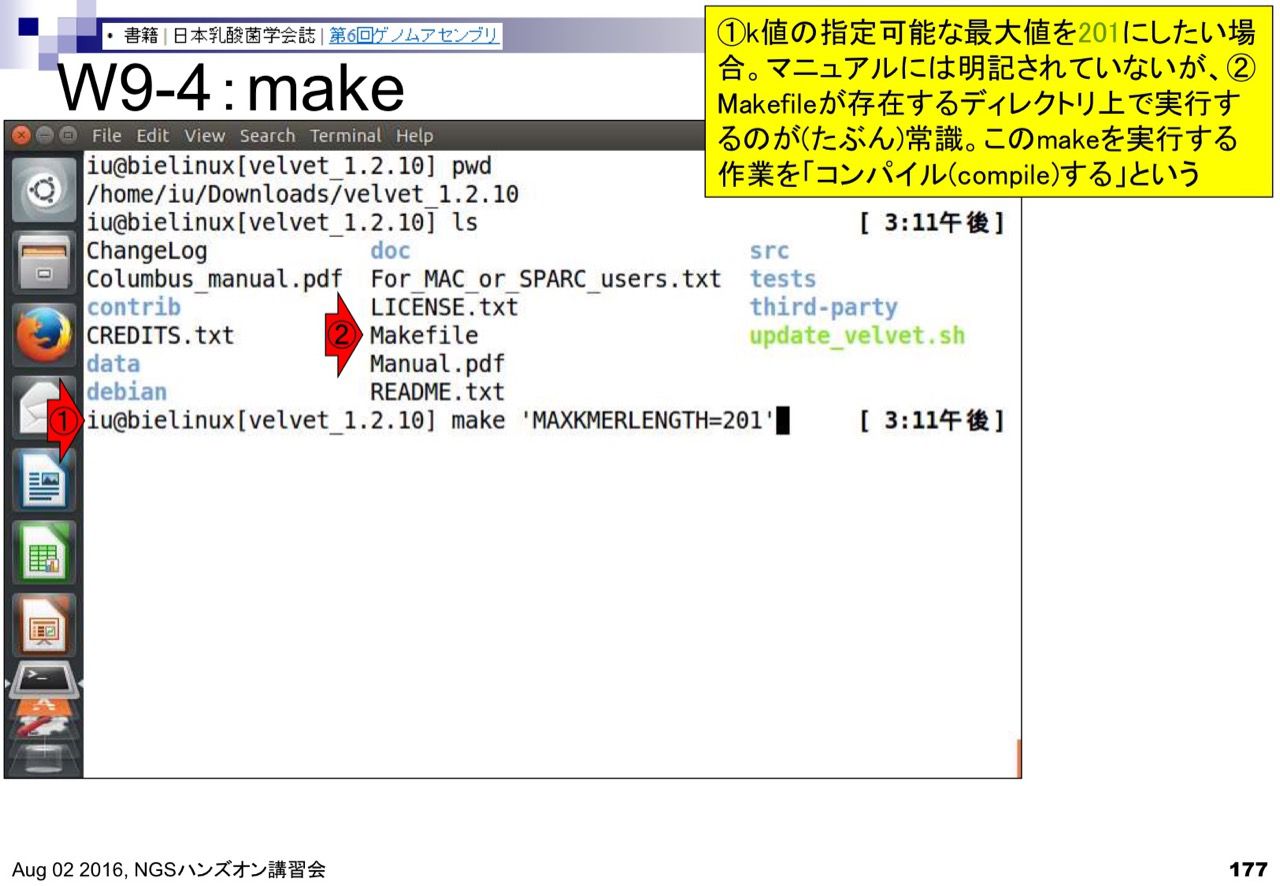 • 書籍 | 日本乳酸菌学会誌 | 第6回ゲノムアセンブリ
W9-4：make
①k値の指定可能な最大値を201にしたい場
合。マニュアルには明記されていないが、②
Makefileが存在するディレクトリ上で実行す
るのが(たぶん)常識。このmakeを実行する
作業を「コンパイル(compile)する」という
File Edit View Search Terminal Help
iu@bielinux[velvet_1.2.10] pwd
/home/iu/Downloads/velvet_1.2.10
iu@bielinux[velvet_1.2.10] ls [ 3:11午後]
ChangeLog doc src
Columbus_manual.pdf For_MAC_or_SPARC_users.txt tests
contrib LICENSE.txt third-party
CREDITS.txt ② Makefile update_velvet.sh
data Manual.pdf
debian README.txt
① iu@bielinux[velvet_1.2.10] make 'MAXKMERLENGTH=201' [ 3:11午後]
Aug 02 2016, NGSハンズオン講習会
177